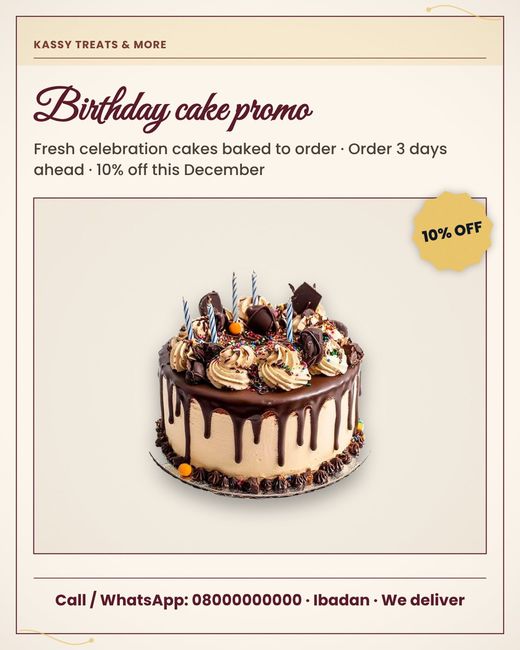 KASSY TREATS & MORE
Birthday cake promo
Fresh celebration cakes baked to order · Order 3 days
ahead · 10% off this December
10% OFF
Call / WhatsApp: 08000000000 · Ibadan · We deliver